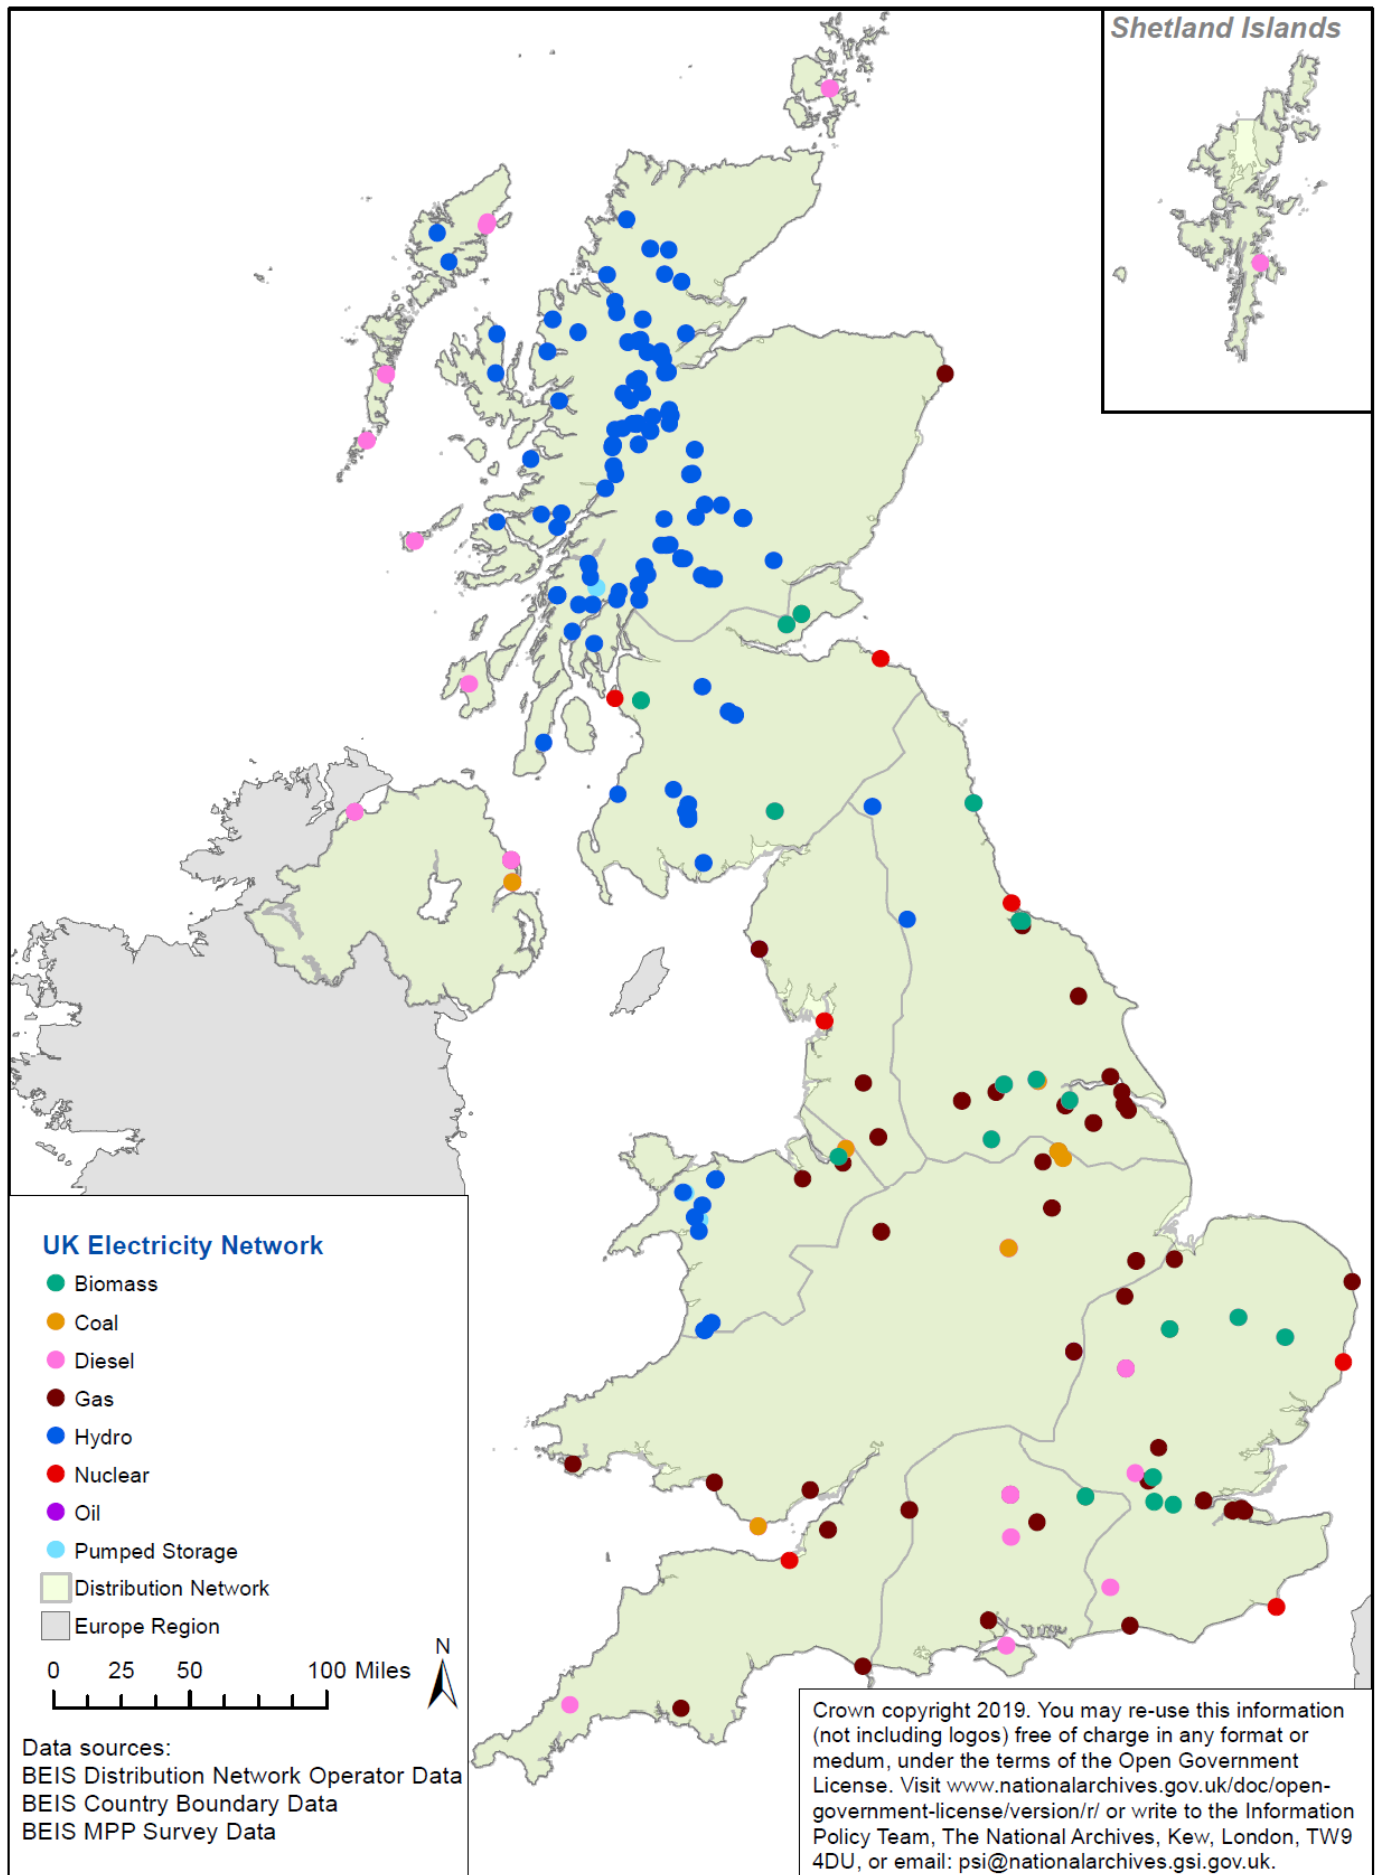 Shetland Islands
UK Electricity Network
Biomass
Coal
Diesel
Gas
Hydro
Nuclear
Oil
Pumped Storage
Distribution Network
Europe Region
N
0 25 50 100 Miles
Data sources:
BEIS Distribution Network Operator Data
BEIS Country Boundary Data
BEIS MPP Survey Data
Crown copyright 2019. You may re-use this information
(not including logos) free of charge in any format or
medum, under the terms of the Open Government
License. Visit www.nationalarchives.gov.uk/doc/open-
government-license/version/r/ or write to the Information
Policy Team, The National Archives, Kew, London, TW9
4DU, or email: psi@nationalarchives.gsi.gov.uk.